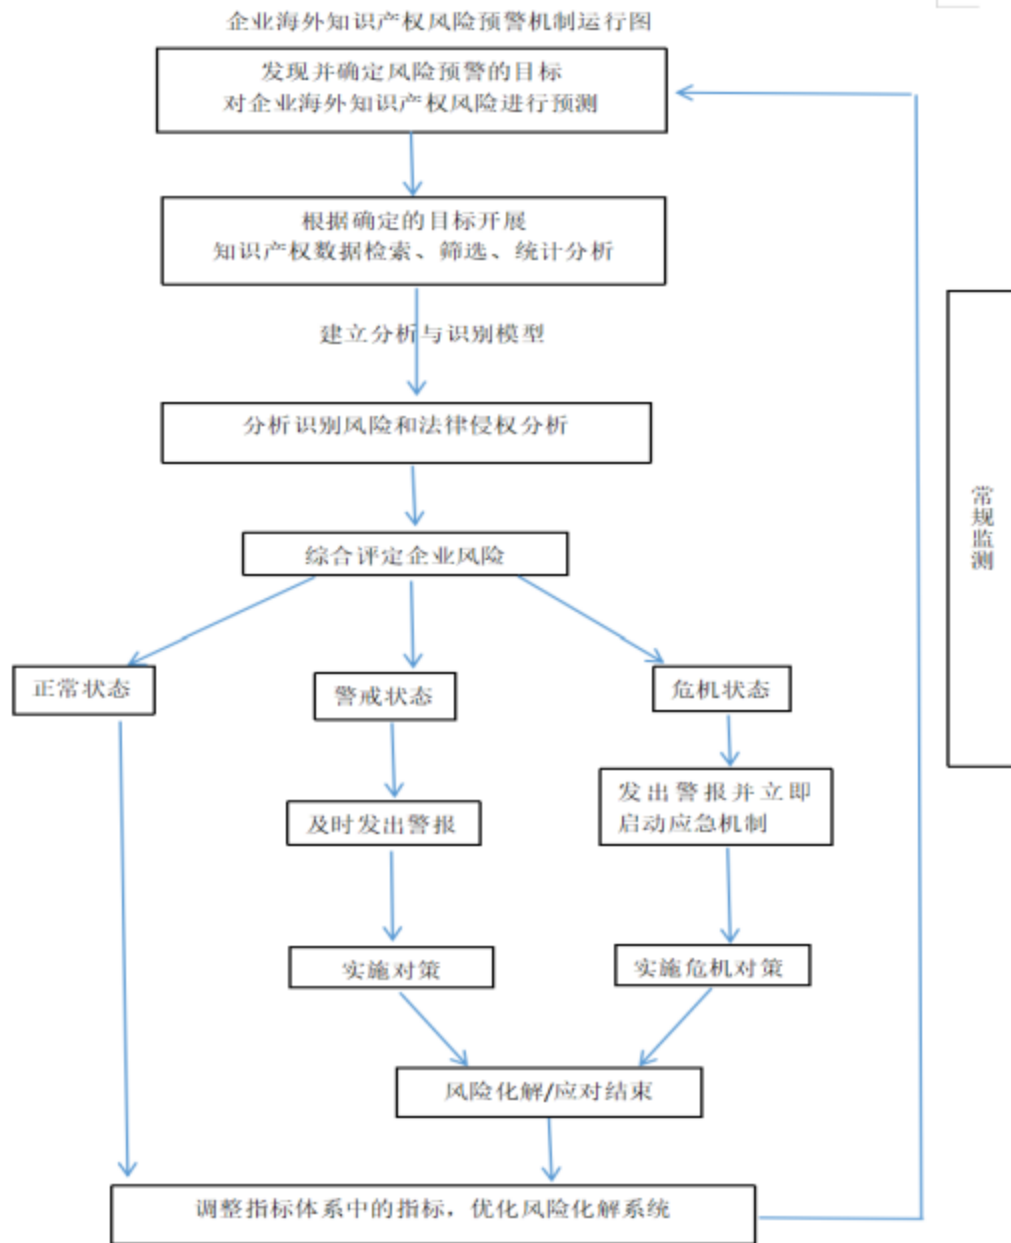 企业海外知识产权风险预警机制运行图
发现并确定风险预警的目标
对企业海外知识产权风险进行预测
根据确定的目标开展
知识产权数据检索、筛选、统计分析
建立分析与识别模型
分析识别风险和法律侵权分析
综合评定企业风险
正常状态
警戒状态
危机状态
及时发出警报
发出警报并立即
启动应急机制
实施对策
实施危机对策
风险化解/应对结束
调整指标体系中的指标，优化风险化解系统
常
规
监
测